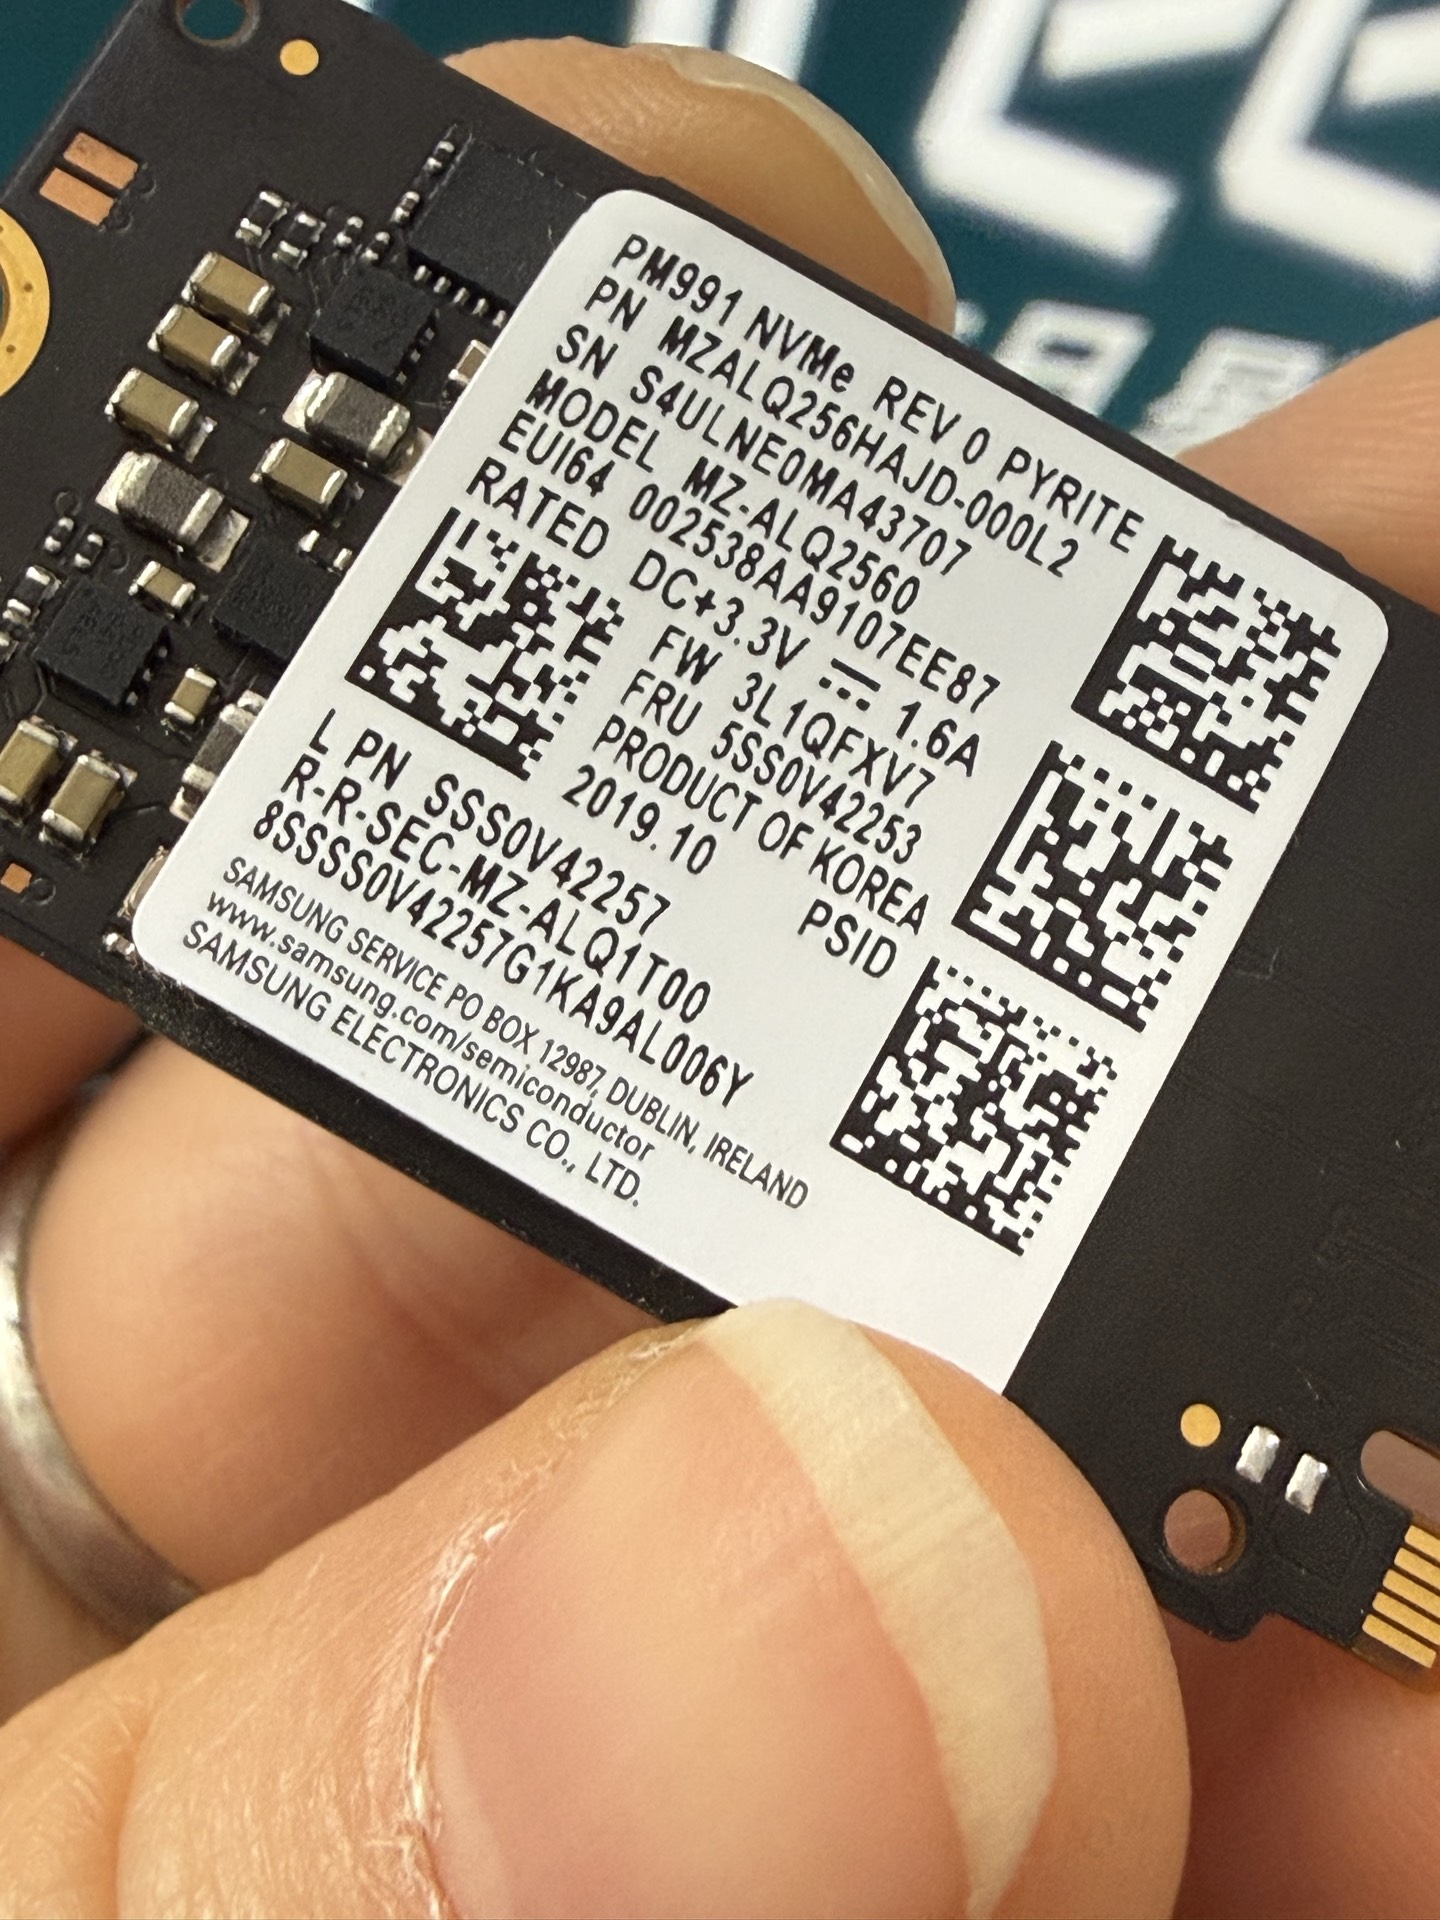 PM991 NVMe REV 0 PYRITE
PN MZALQ256HAJD-000L2
SN S4ULNE0MA43707
MODEL MZ-ALQ2560
EUI64 002538AA9107EE87
RATED DC+3.3V ⎓ 1.6A
FW 3L1QFXV7
FRU 5SS0V42253
PRODUCT OF KOREA
2019.10
PSID
L PN SSS0V42257
R-R-SEC-MZ-ALQ1T00
8SSSS0V42257G1KA9AL006Y
SAMSUNG SERVICE PO BOX 12987, DUBLIN, IRELAND
www.samsung.com/semiconductor
SAMSUNG ELECTRONICS CO., LTD.